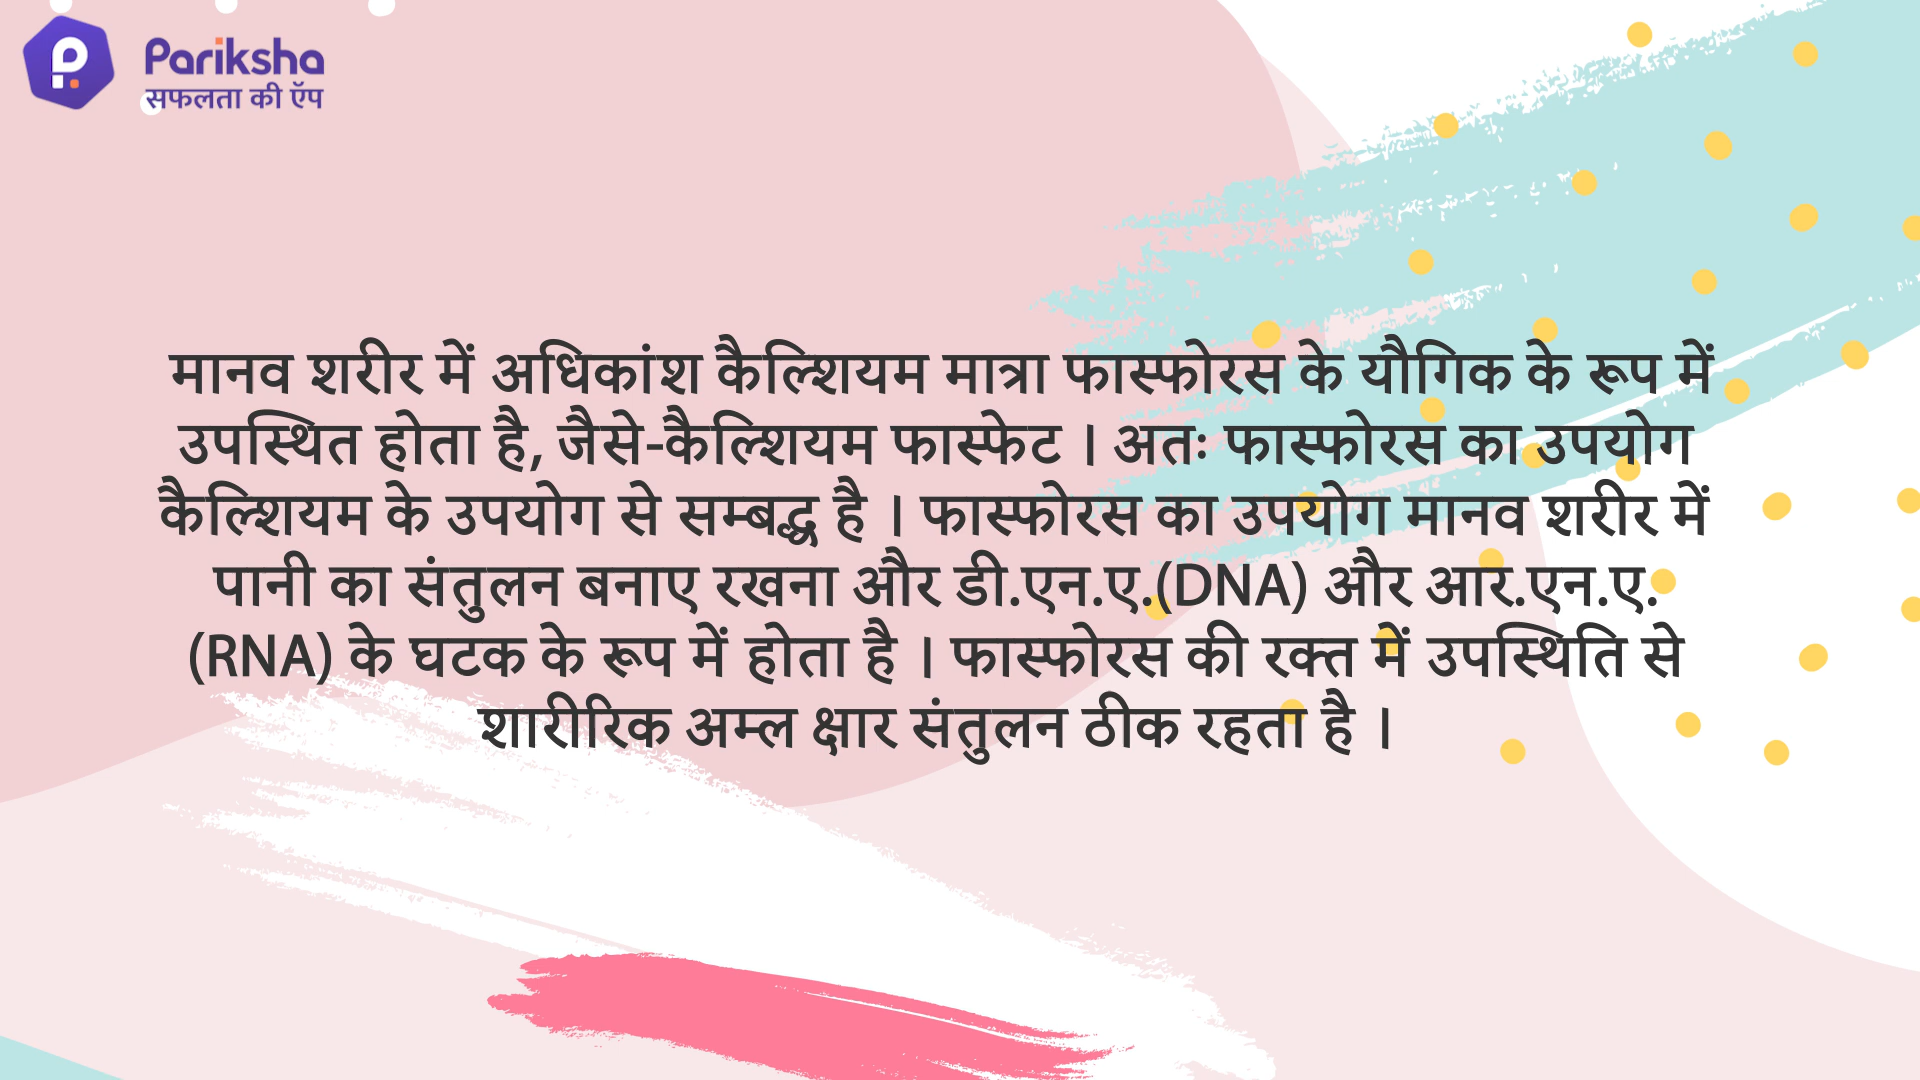 Pariksha
सफलता की ऍप
मानव शरीर में अधिकांश कैल्शियम मात्रा फास्फोरस के यौगिक के रूप में
उपस्थित होता है, जैसे-कैल्शियम फास्फेट । अतः फास्फोरस का उपयोग
कैल्शियम के उपयोग से सम्बद्ध है । फास्फोरस का उपयोग मानव शरीर में
पानी का संतुलन बनाए रखना और डी.एन.ए.(DNA) और आर.एन.ए.
(RNA) के घटक के रूप में होता है । फास्फोरस की रक्त में उपस्थिति से
शारीरिक अम्ल क्षार संतुलन ठीक रहता है ।